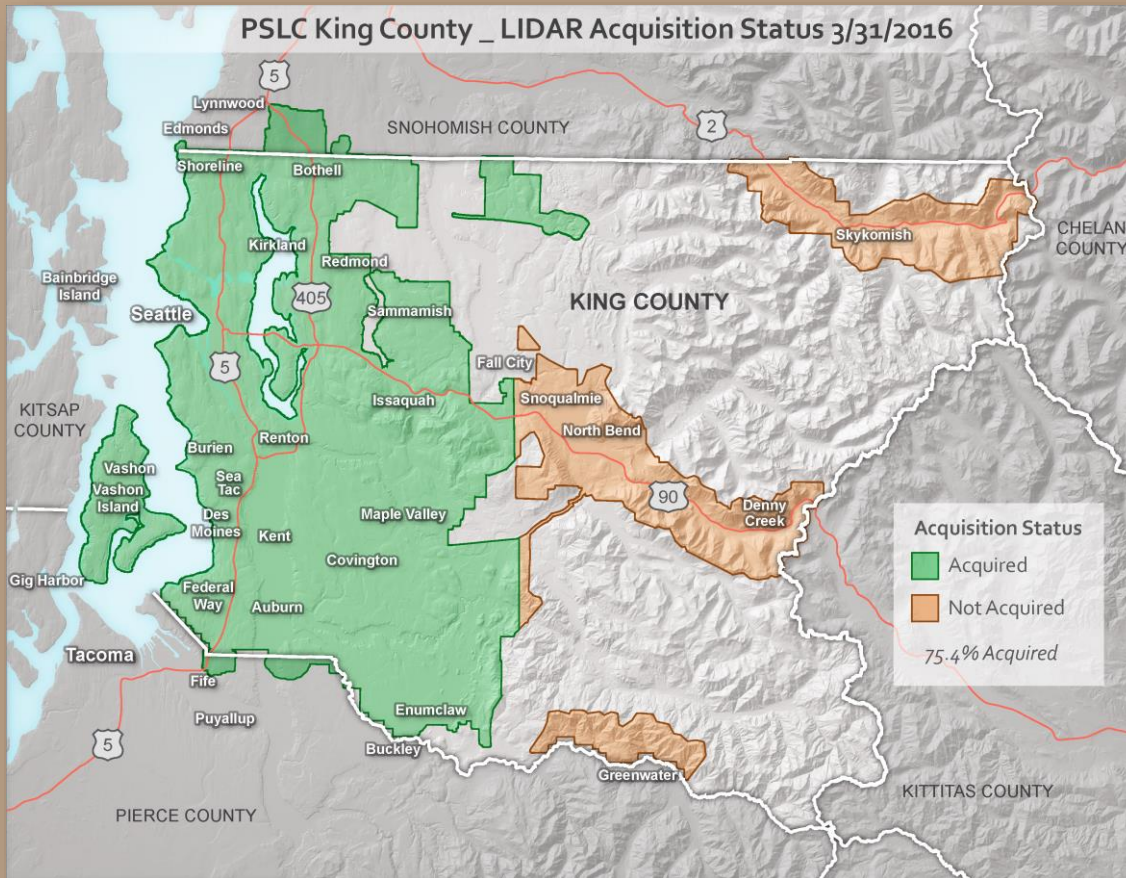 PSLC King County _ LIDAR Acquisition Status 3/31/2016
5
Lynnwood
Edmonds
SNOHOMISH COUNTY
2
Shoreline
Bothell
Skykomish
CHELAN
COUNTY
Kirkland
Redmond
Bainbridge
Island
405
Seattle
Sammamish
KING COUNTY
5
Fall City
KITSAP
COUNTY
Issaquah
Snoqualmie
North Bend
Burien
Renton
Vashon
Vashon
Island
Sea
Tac
90
Des
Moines
Maple Valley
Denny
Creek
Kent
Covington
Gig Harbor
Federal
Way
Auburn
Acquisition Status
Acquired
Not Acquired
75.4% Acquired
Tacoma
Fife
Enumclaw
Puyallup
Buckley
5
Greenwater
PIERCE COUNTY
KITTITAS COUNTY